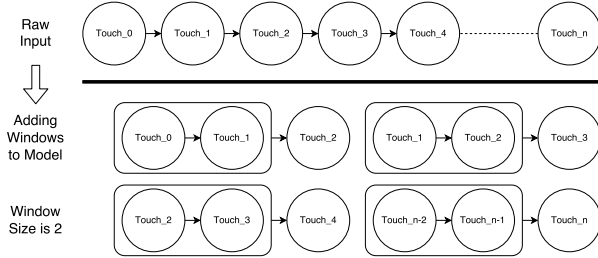 Raw
Input
Touch_0 Touch_1 Touch_2 Touch_3 Touch_4 Touch_n
Adding
Windows
to Model
Touch_0 Touch_1 Touch_2 Touch_1 Touch_2 Touch_3
Window
Size is 2
Touch_2 Touch_3 Touch_4 Touch_n-2 Touch_n-1 Touch_n